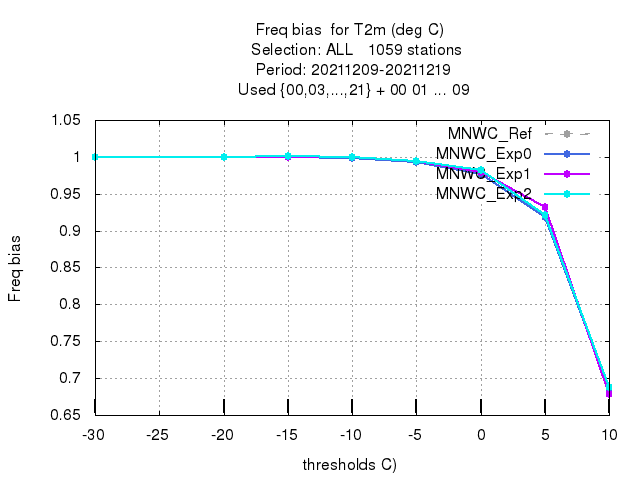 Freq bias for T2m (deg C)
Selection: ALL 1059 stations
Period: 20211209-20211219
Used {00,03,...,21} + 00 01 ... 09
1.05
1
0.95
0.9
0.85
0.8
0.75
0.7
0.65
Freq bias
MNWC_Ref
MNWC_Exp0
MNWC_Exp1
MNWC_Exp2
-30 -25 -20 -15 -10 -5 0 5 10
thresholds C)